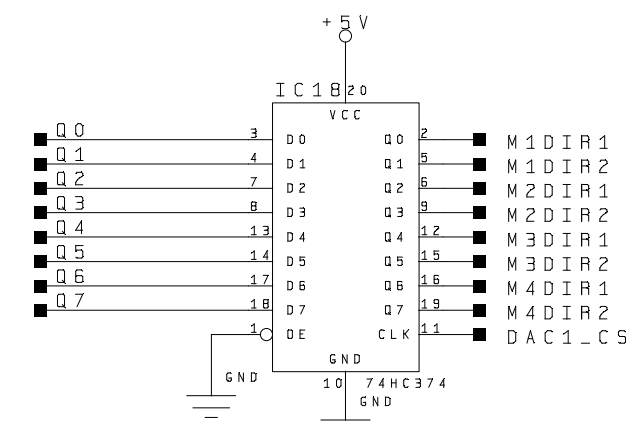 +5V
IC18 20
VCC
Q0 3 D0 Q0 2 M1DIR1
Q1 4 D1 Q1 5 M1DIR2
Q2 7 D2 Q2 6 M2DIR1
Q3 8 D3 Q3 9 M2DIR2
Q4 13 D4 Q4 12 M3DIR1
Q5 14 D5 Q5 15 M3DIR2
Q6 17 D6 Q6 16 M4DIR1
Q7 18 D7 Q7 19 M4DIR2
1 OE CLK 11 DAC1_CS
GND
GND 10 74HC374
GND